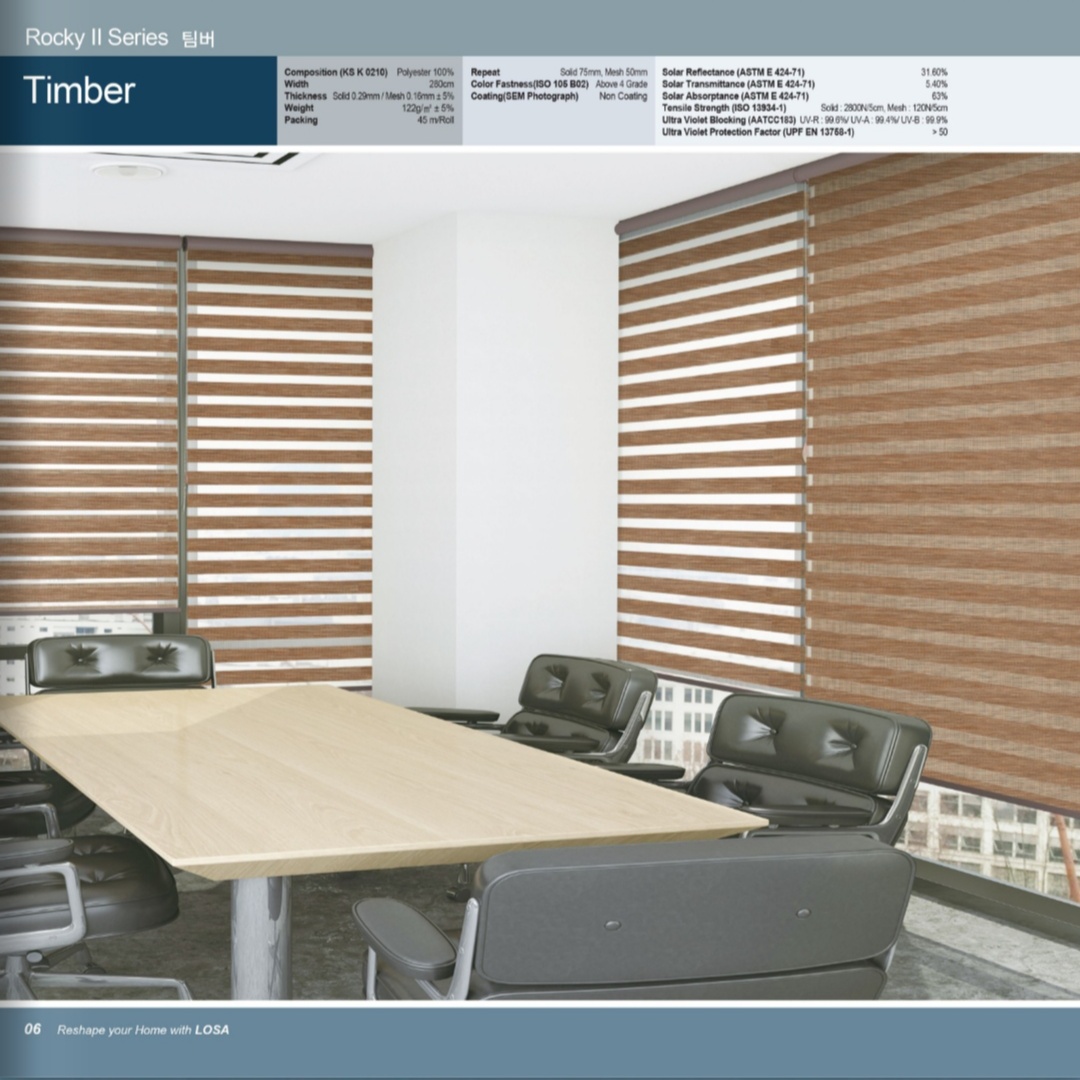 Rocky II Series 팀버
Timber
Composition (KS K 0210) Polyester 100%
Width 280cm
Thickness Solid 0.29mm / Mesh 0.16mm ± 5%
Weight 122g/㎡ ± 5%
Packing 45 m/Roll
Repeat Solid 75mm, Mesh 50mm
Color Fastness(ISO 105 B02) Above 4 Grade
Coating(SEM Photograph) Non Coating
Solar Reflectance (ASTM E 424-71) 31.60%
Solar Transmittance (ASTM E 424-71) 5.40%
Solar Absorptance (ASTM E 424-71) 63%
Tensile Strength (ISO 13934-1) Solid : 2800N/5cm, Mesh : 120N/5cm
Ultra Violet Blocking (AATCC183) UV-R : 99.6%/ UV-A : 99.4%/ UV-B : 99.9%
Ultra Violet Protection Factor (UPF EN 13758-1) > 50
06 Reshape your Home with LOSA